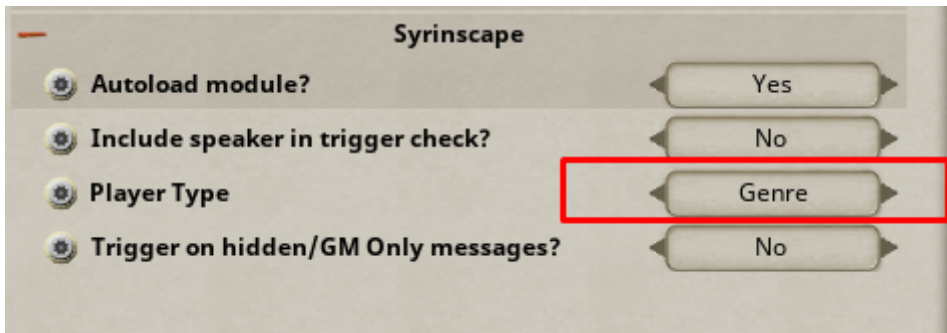 Syrinscape
Autoload module? Yes
Include speaker in trigger check? No
Player Type Genre
Trigger on hidden/GM Only messages? No